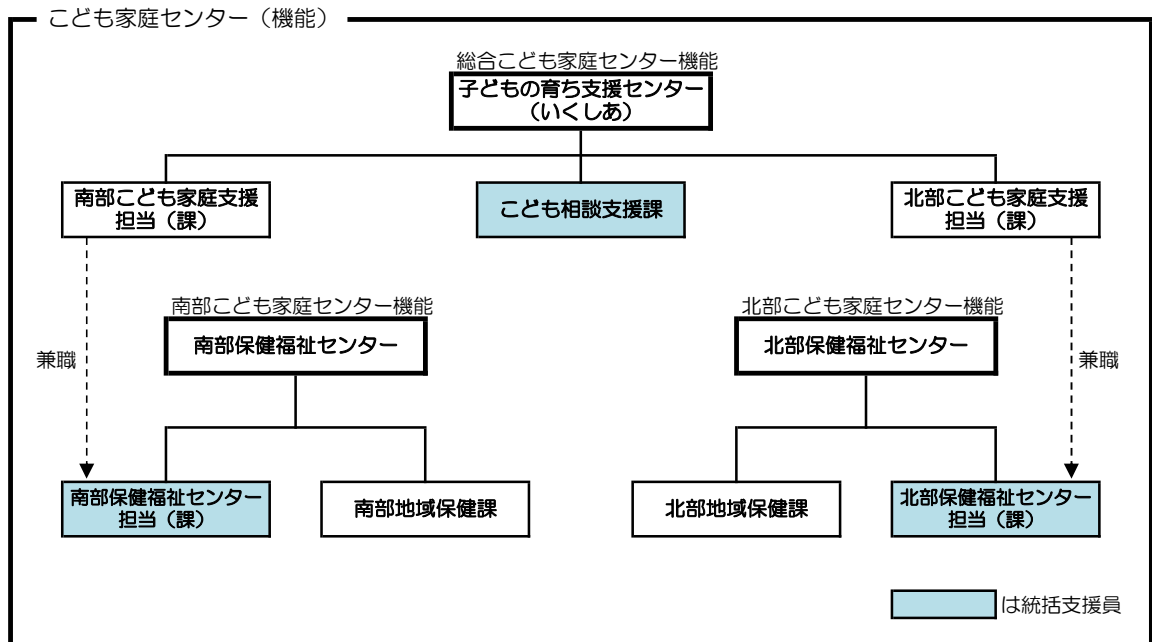 こども家庭センター（機能）
総合こども家庭センター機能
子どもの育ち支援センター
（いくしあ）
南部こども家庭支援
担当（課）
こども相談支援課
北部こども家庭支援
担当（課）
南部こども家庭センター機能
南部保健福祉センター
北部こども家庭センター機能
北部保健福祉センター
兼職
兼職
南部保健福祉センター
担当（課）
南部地域保健課
北部地域保健課
北部保健福祉センター
担当（課）
は統括支援員